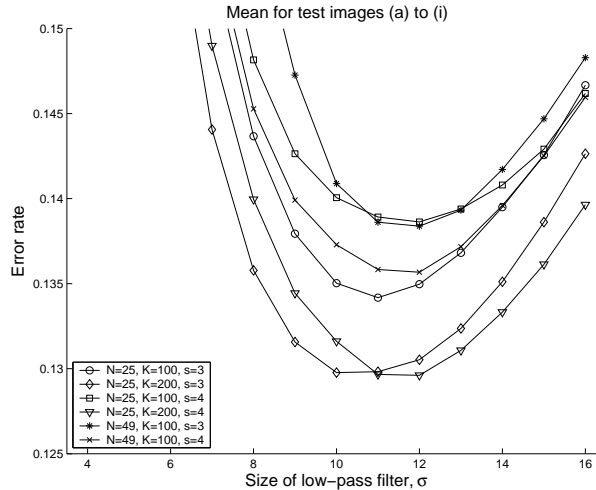 Mean for test images (a) to (i)
0.15
0.145
0.14
0.135
0.13
0.125
Error rate
N=25, K=100, s=3
N=25, K=200, s=3
N=25, K=100, s=4
N=25, K=200, s=4
N=49, K=100, s=3
N=49, K=100, s=4
4 6 8 10 12 14 16
Size of low−pass filter, σ